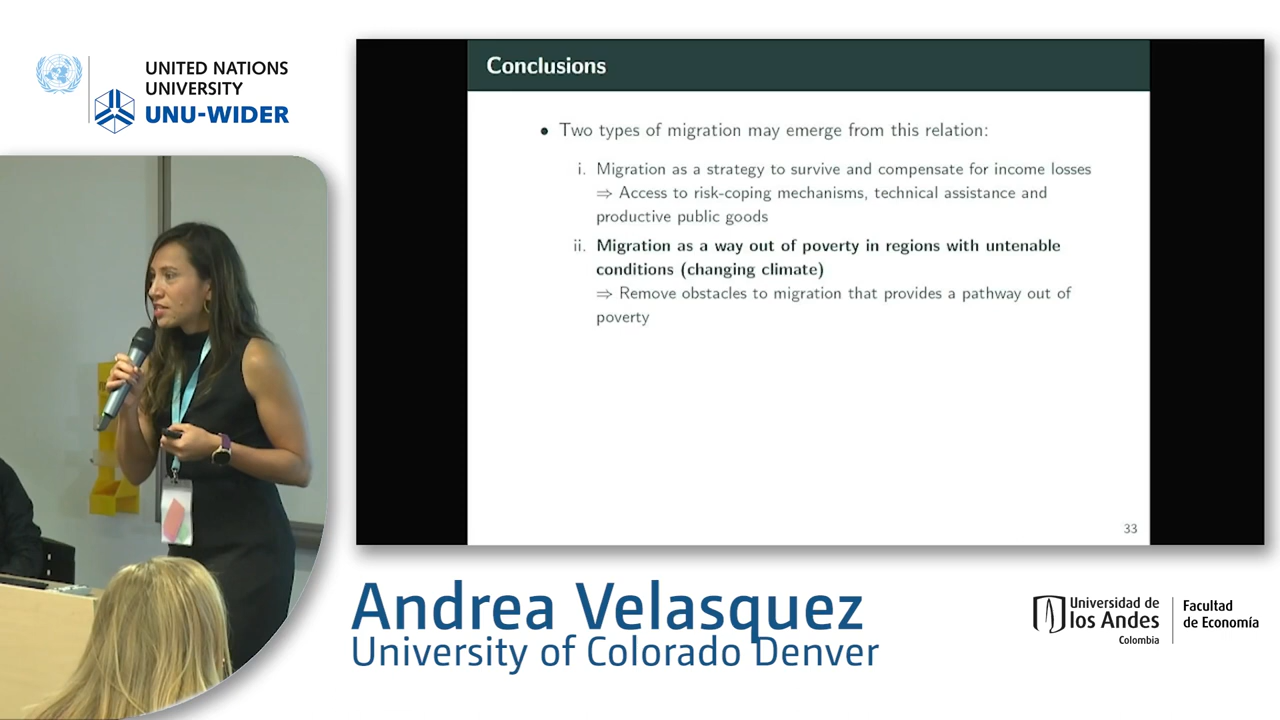 UNITED NATIONS
UNIVERSITY
UNU-WIDER
Conclusions
• Two types of migration may emerge from this relation:
i. Migration as a strategy to survive and compensate for income losses
⇒ Access to risk-coping mechanisms, technical assistance and
productive public goods
ii. Migration as a way out of poverty in regions with untenable
conditions (changing climate)
⇒ Remove obstacles to migration that provides a pathway out of
poverty
33
Andrea Velasquez
University of Colorado Denver
Universidad de
los Andes
Colombia
Facultad
de Economía